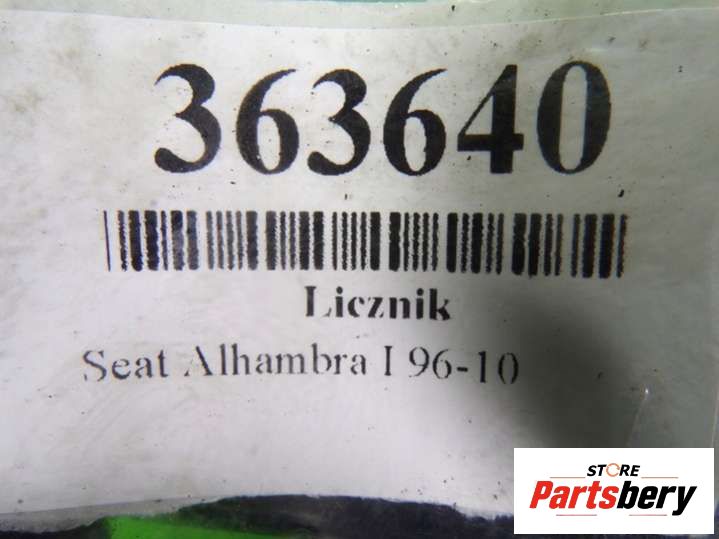 363640
Licznik
Seat Alhambra I 96-10
STORE
Partsbery